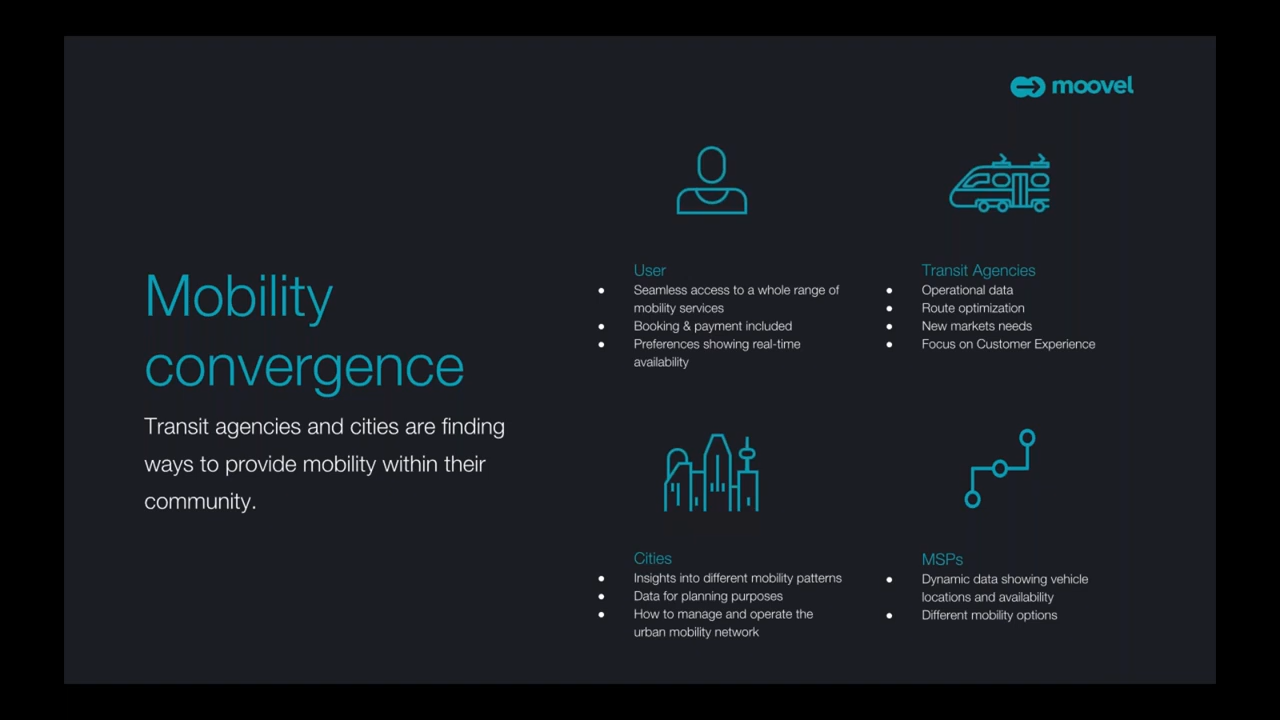 moovel
Mobility
convergence
Transit agencies and cities are finding
ways to provide mobility within their
community.
User
● Seamless access to a whole range of
mobility services
● Booking & payment included
● Preferences showing real-time
availability
Transit Agencies
● Operational data
● Route optimization
● New markets needs
● Focus on Customer Experience
Cities
● Insights into different mobility patterns
● Data for planning purposes
● How to manage and operate the
urban mobility network
MSPs
● Dynamic data showing vehicle
locations and availability
● Different mobility options